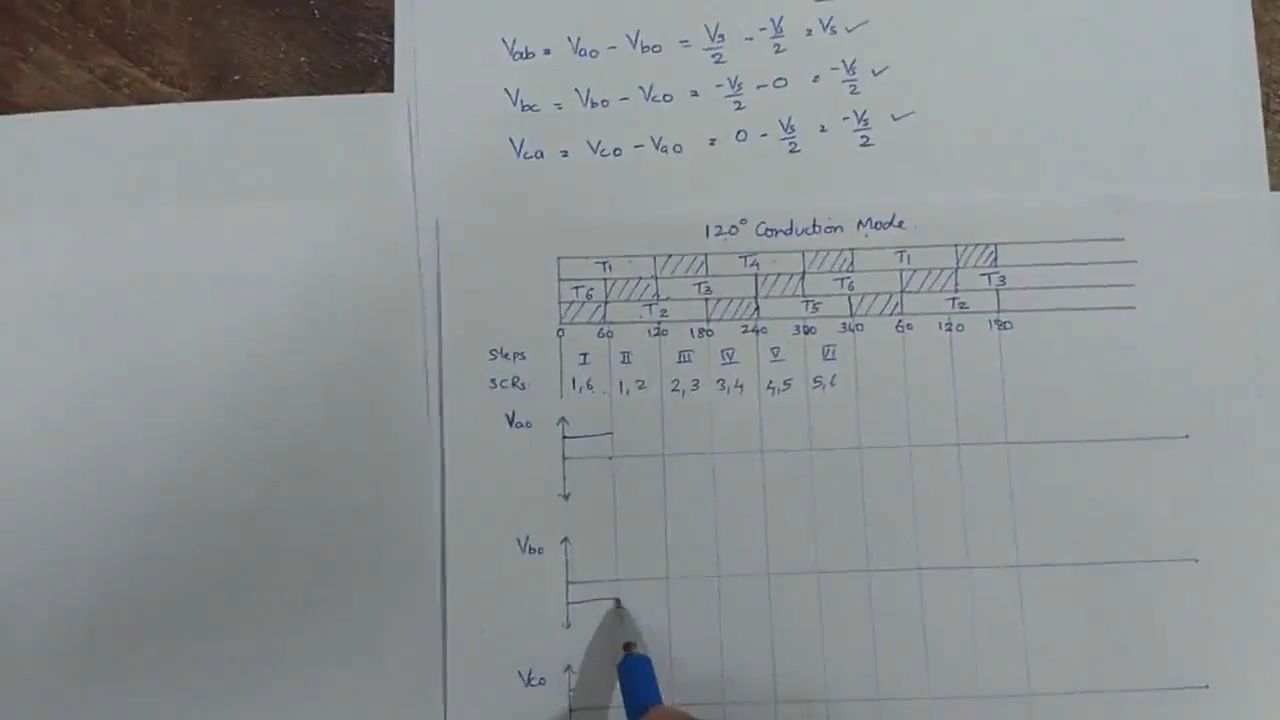 Vab = Vao - Vbo = Vs/2 - -Vs/2 = Vs ✓
Vbc = Vbo - Vco = -Vs/2 - 0 = -Vs/2 ✓
Vca = Vco - Vao = 0 - Vs/2 = -Vs/2 ✓
120° Conduction Mode
T1 T4 T1
T6 T3 T6 T3
T2 T5 T2
0 60 120 180 240 300 340 60 120 180
Steps I II III IV V VI
SCRs 1,6 1,2 2,3 3,4 4,5 5,6
Vao
Vbo
Vco